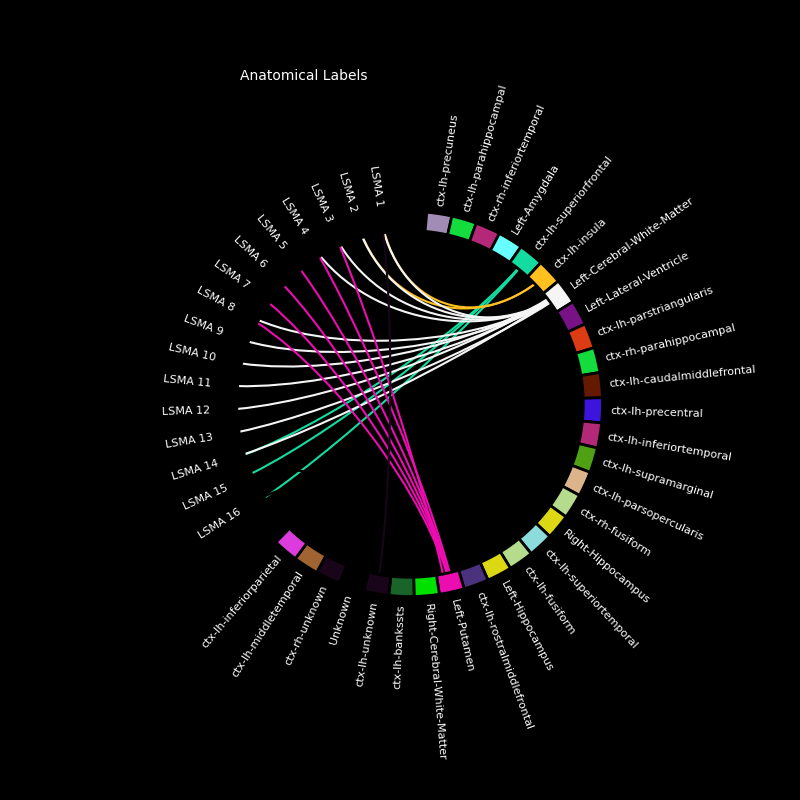 Anatomical Labels
LSMA 1
LSMA 2
LSMA 3
LSMA 4
LSMA 5
LSMA 6
LSMA 7
LSMA 8
LSMA 9
LSMA 10
LSMA 11
LSMA 12
LSMA 13
LSMA 14
LSMA 15
LSMA 16
ctx-lh-precuneus
ctx-lh-parahippocampal
ctx-rh-inferiortemporal
Left-Amygdala
ctx-lh-superiorfrontal
ctx-lh-insula
Left-Cerebral-White-Matter
Left-Lateral-Ventricle
ctx-lh-parstriangularis
ctx-rh-parahippocampal
ctx-lh-caudalmiddlefrontal
ctx-lh-precentral
ctx-lh-inferiortemporal
ctx-lh-supramarginal
ctx-lh-parsopercularis
ctx-rh-fusiform
Right-Hippocampus
ctx-lh-superiortemporal
ctx-lh-fusiform
Left-Hippocampus
ctx-lh-rostralmiddlefrontal
Left-Putamen
Right-Cerebral-White-Matter
ctx-lh-bankssts
ctx-lh-unknown
Unknown
ctx-rh-unknown
ctx-lh-middletemporal
ctx-lh-inferiorparietal